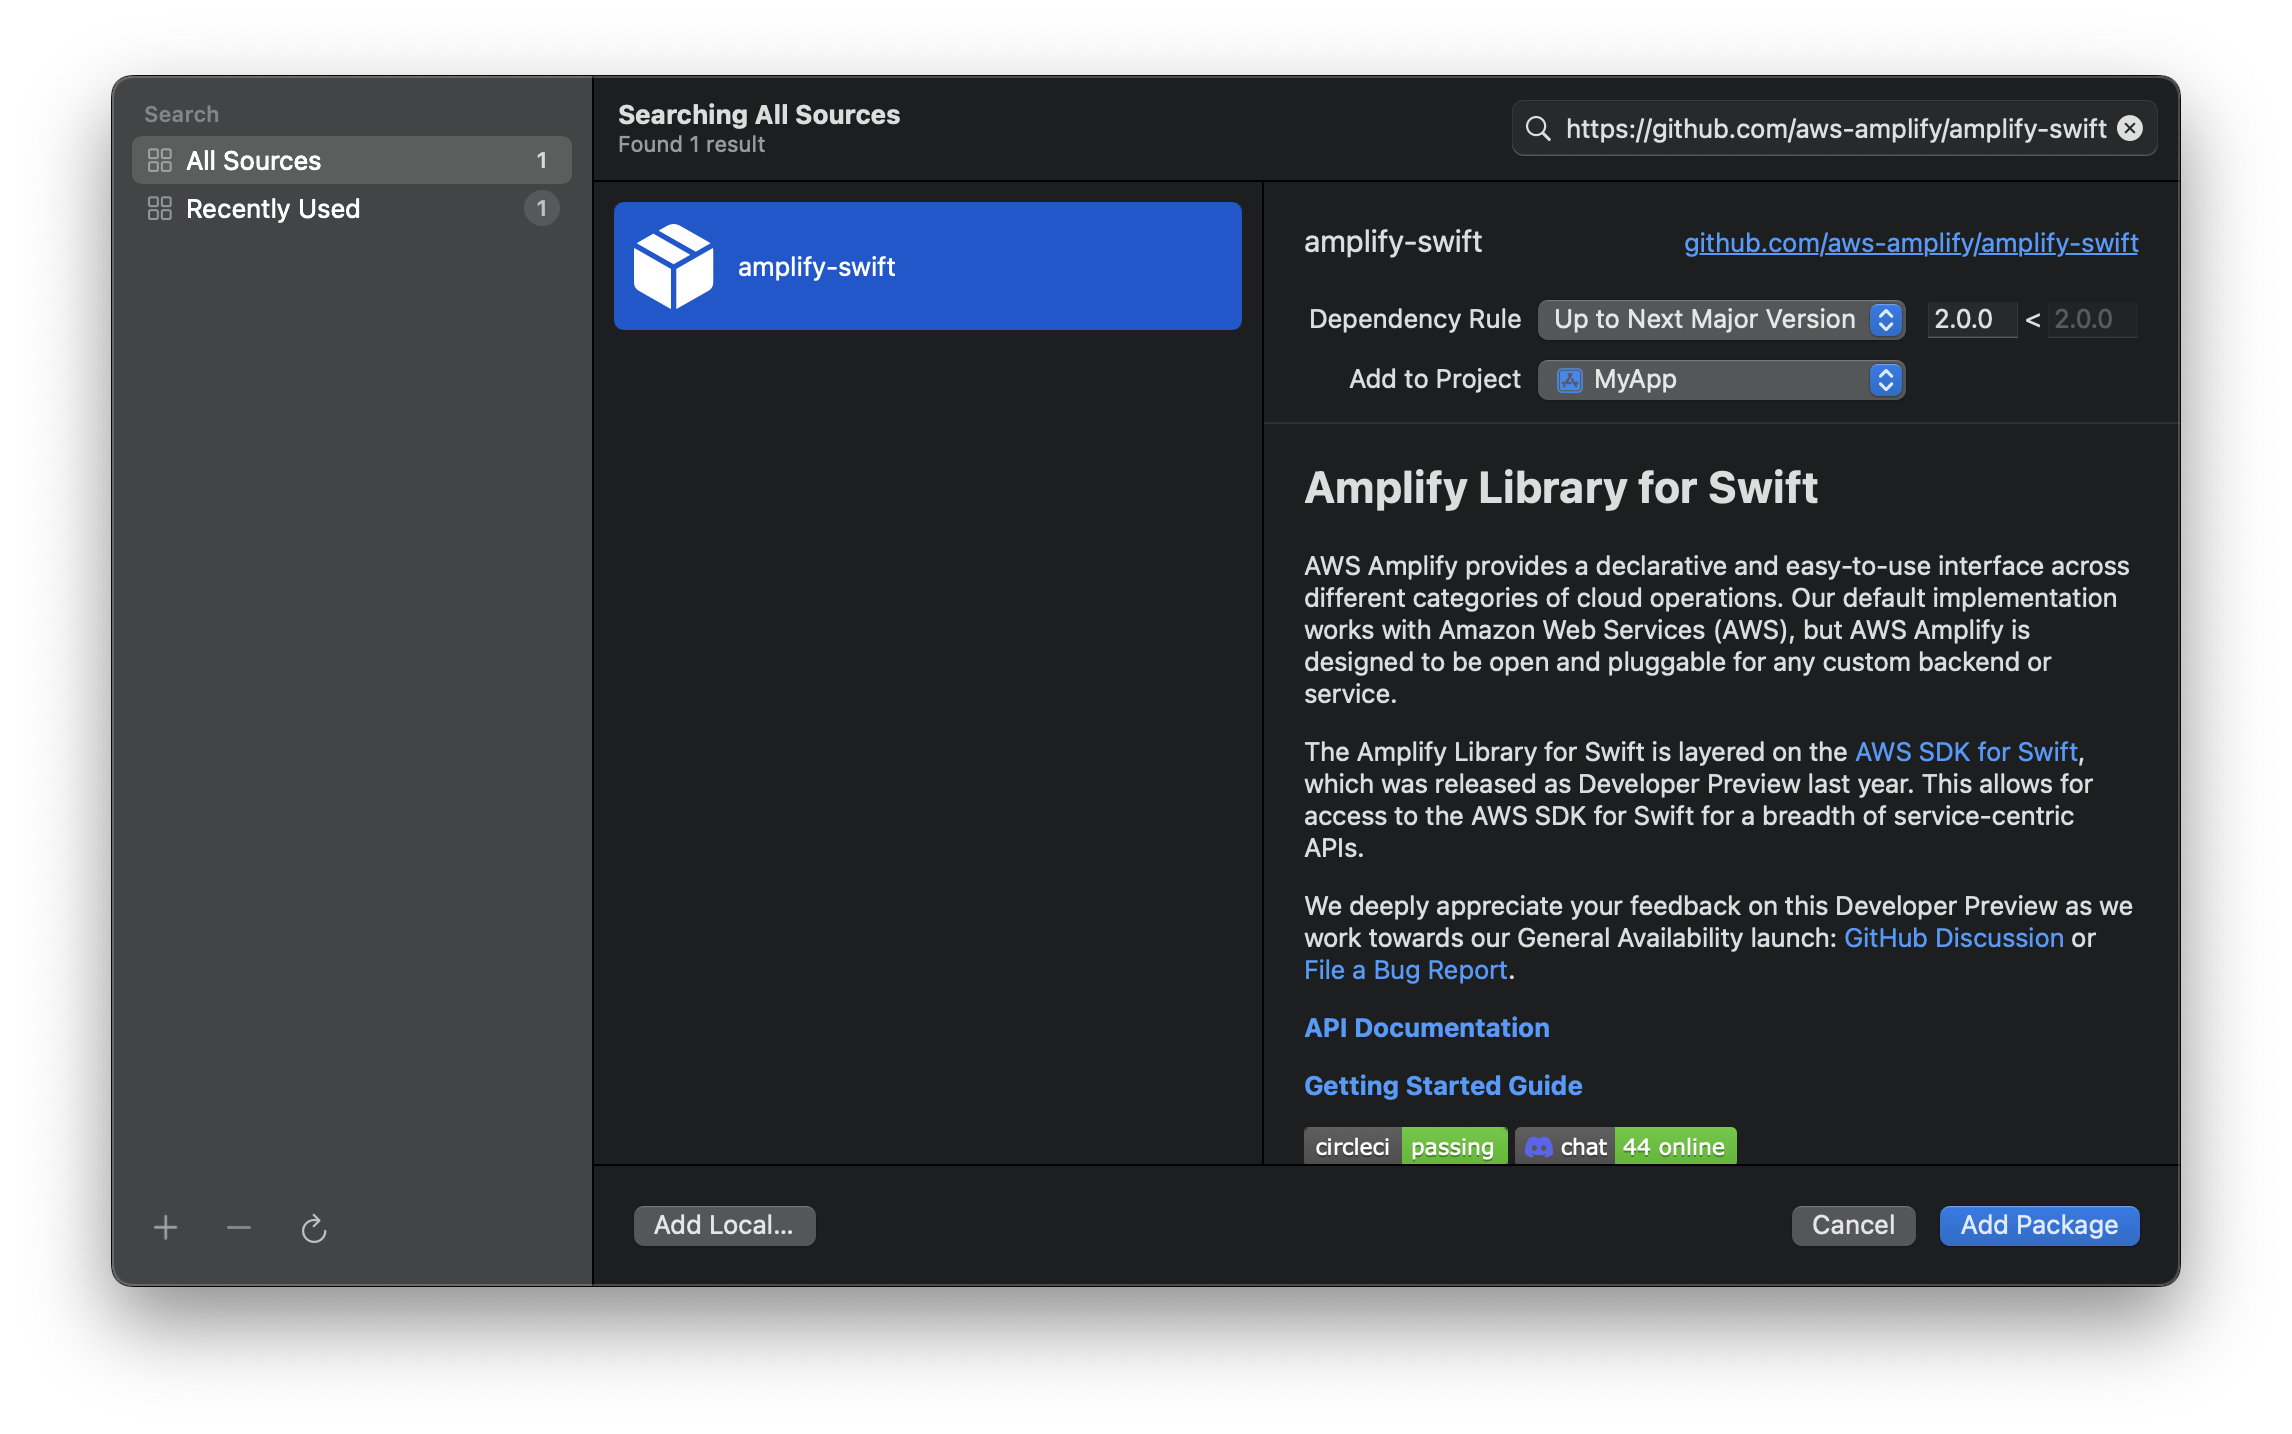 Search
All Sources 1
Recently Used 1
Searching All Sources
Found 1 result
https://github.com/aws-amplify/amplify-swift
amplify-swift
amplify-swift github.com/aws-amplify/amplify-swift
Dependency Rule Up to Next Major Version 2.0.0 < 2.0.0
Add to Project MyApp
Amplify Library for Swift
AWS Amplify provides a declarative and easy-to-use interface across
different categories of cloud operations. Our default implementation
works with Amazon Web Services (AWS), but AWS Amplify is
designed to be open and pluggable for any custom backend or
service.
The Amplify Library for Swift is layered on the AWS SDK for Swift,
which was released as Developer Preview last year. This allows for
access to the AWS SDK for Swift for a breadth of service-centric
APIs.
We deeply appreciate your feedback on this Developer Preview as we
work towards our General Availability launch: GitHub Discussion or
File a Bug Report.
API Documentation
Getting Started Guide
circleci passing chat 44 online
Add Local... Cancel Add Package